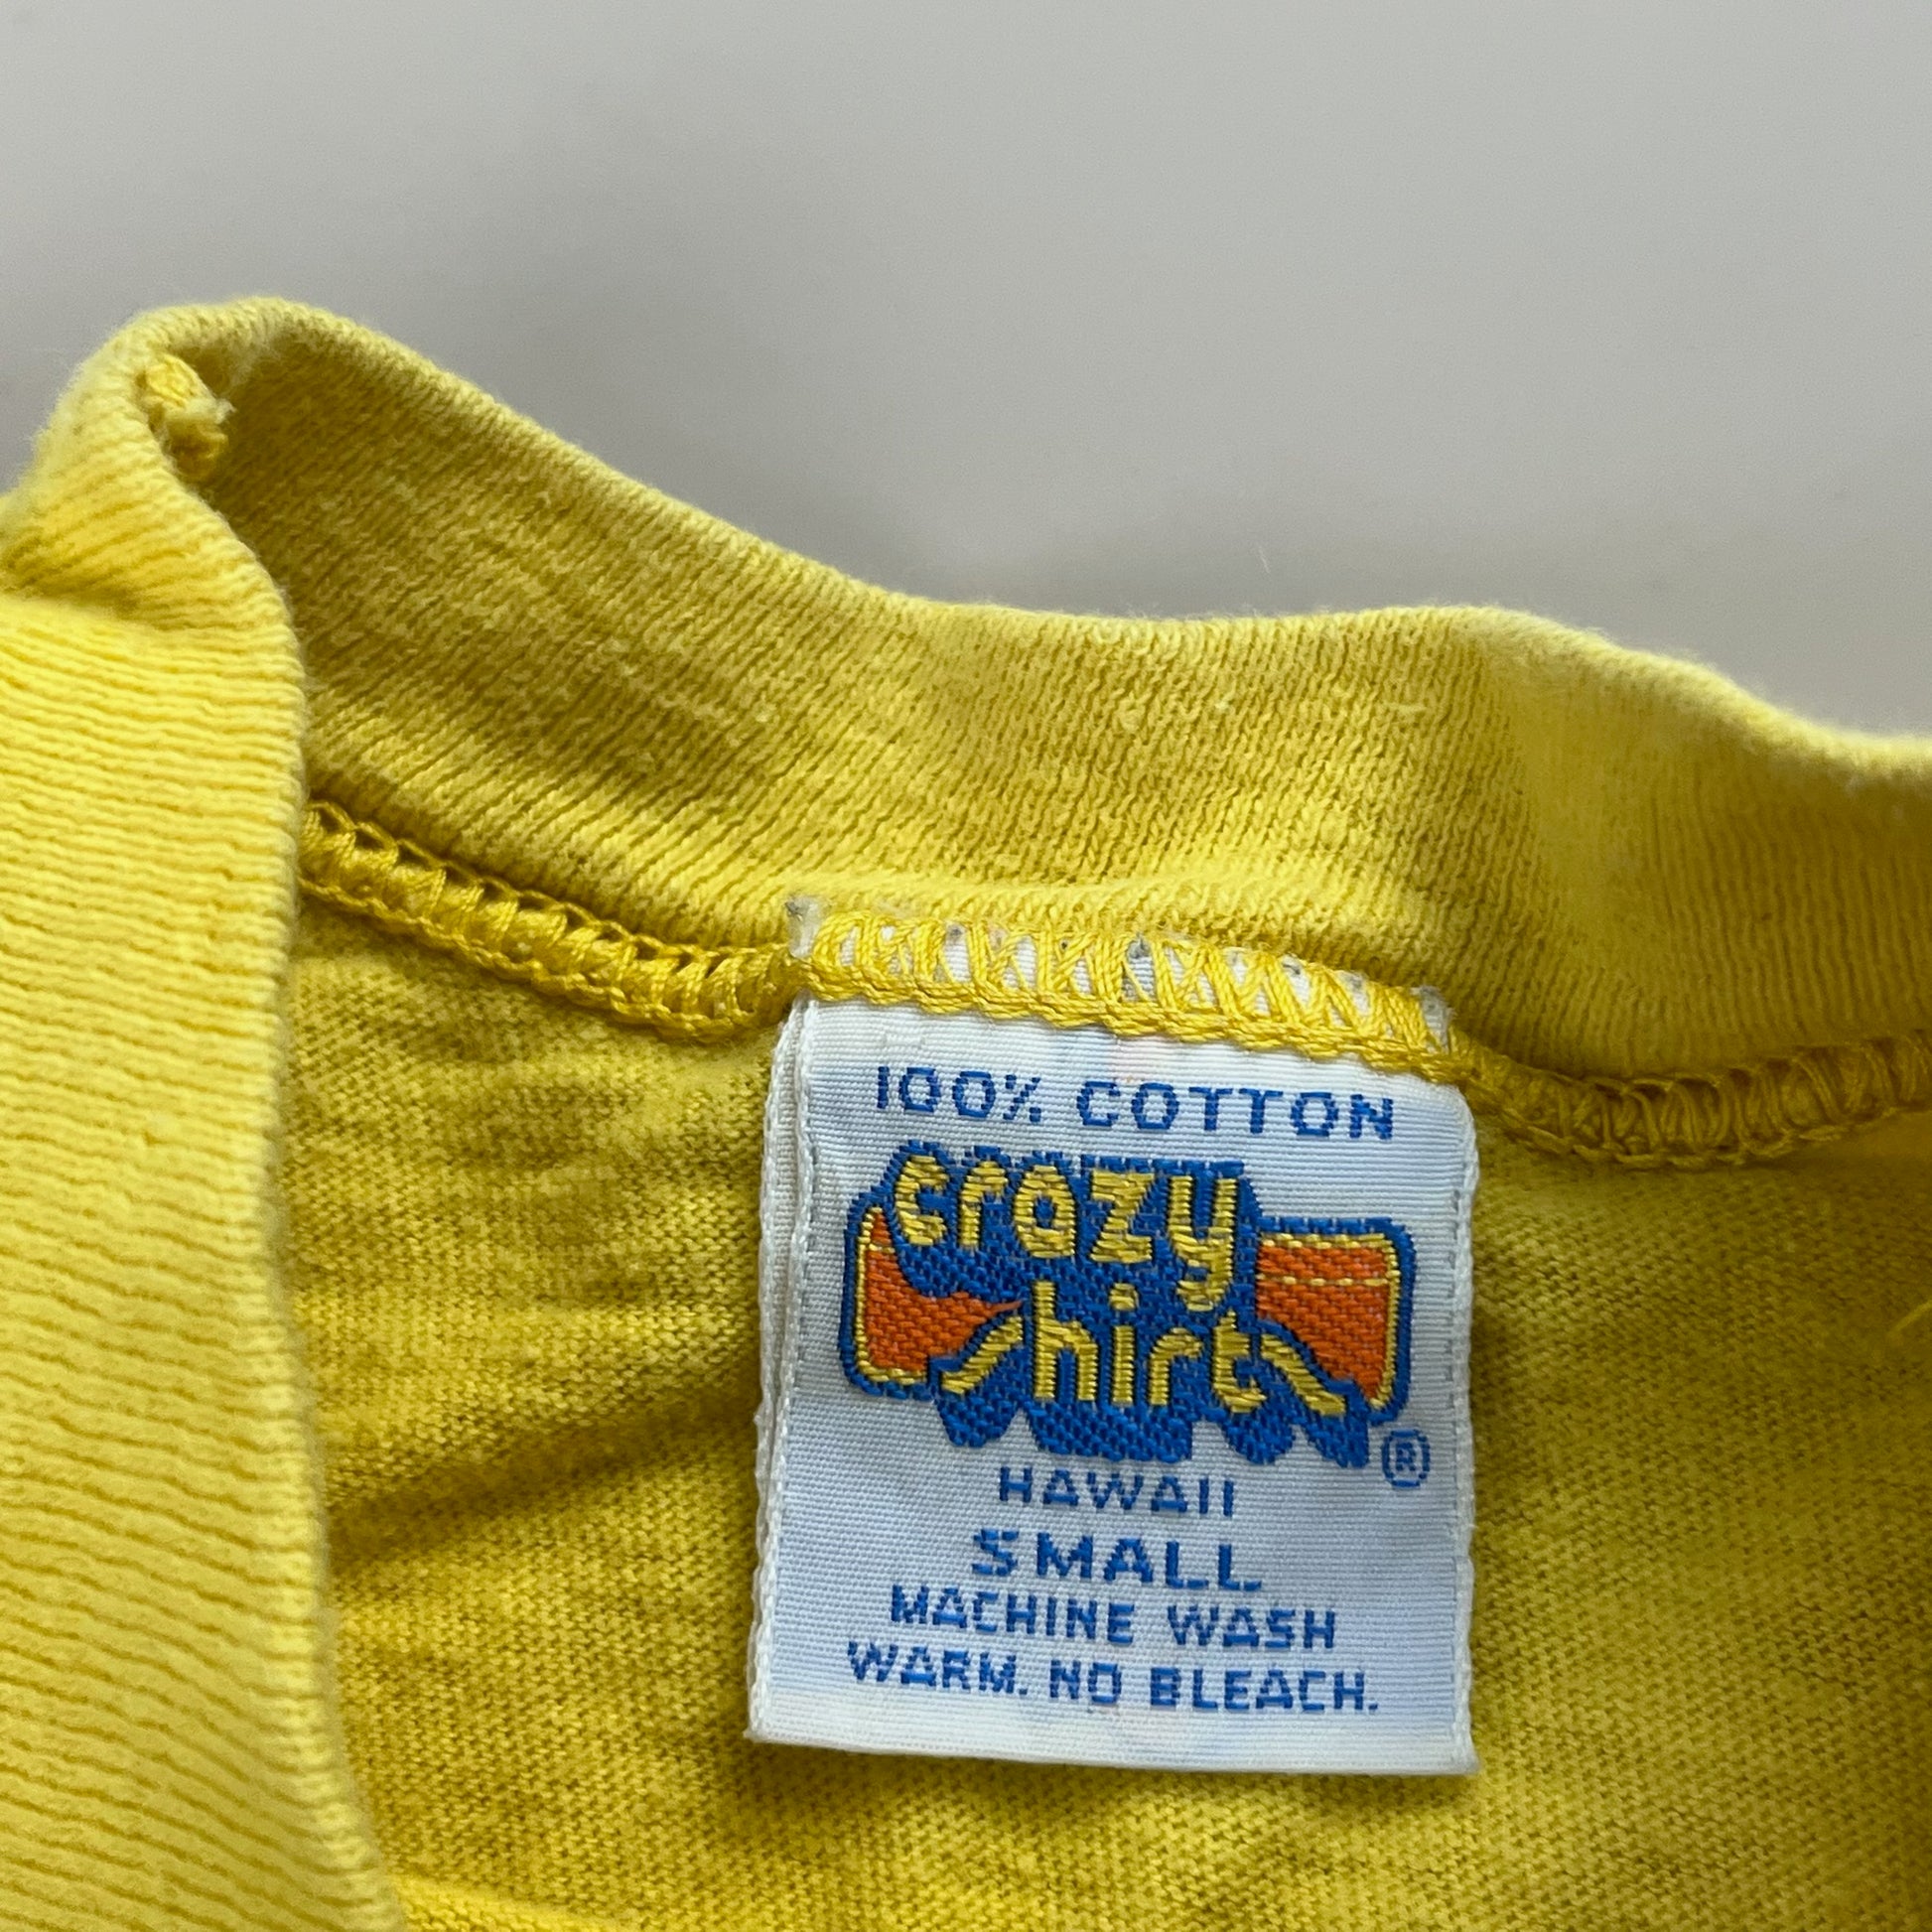 100% COTTON
crazy
shirts
®
HAWAII
SMALL
MACHINE WASH
WARM. NO BLEACH.